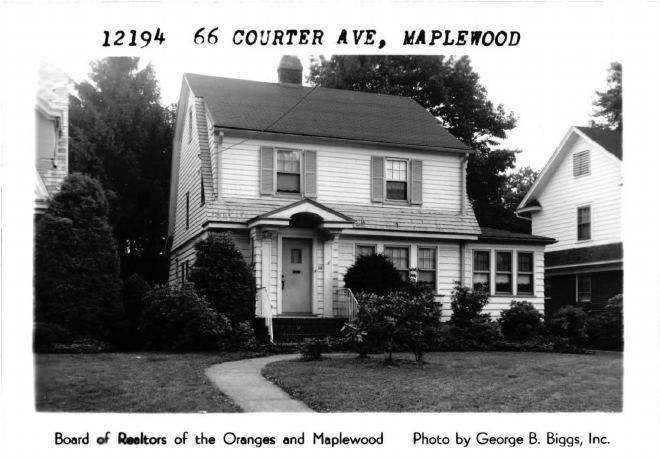 12194 66 COURTER AVE, MAPLEWOOD
Board of Realtors of the Oranges and Maplewood Photo by George B. Biggs, Inc.